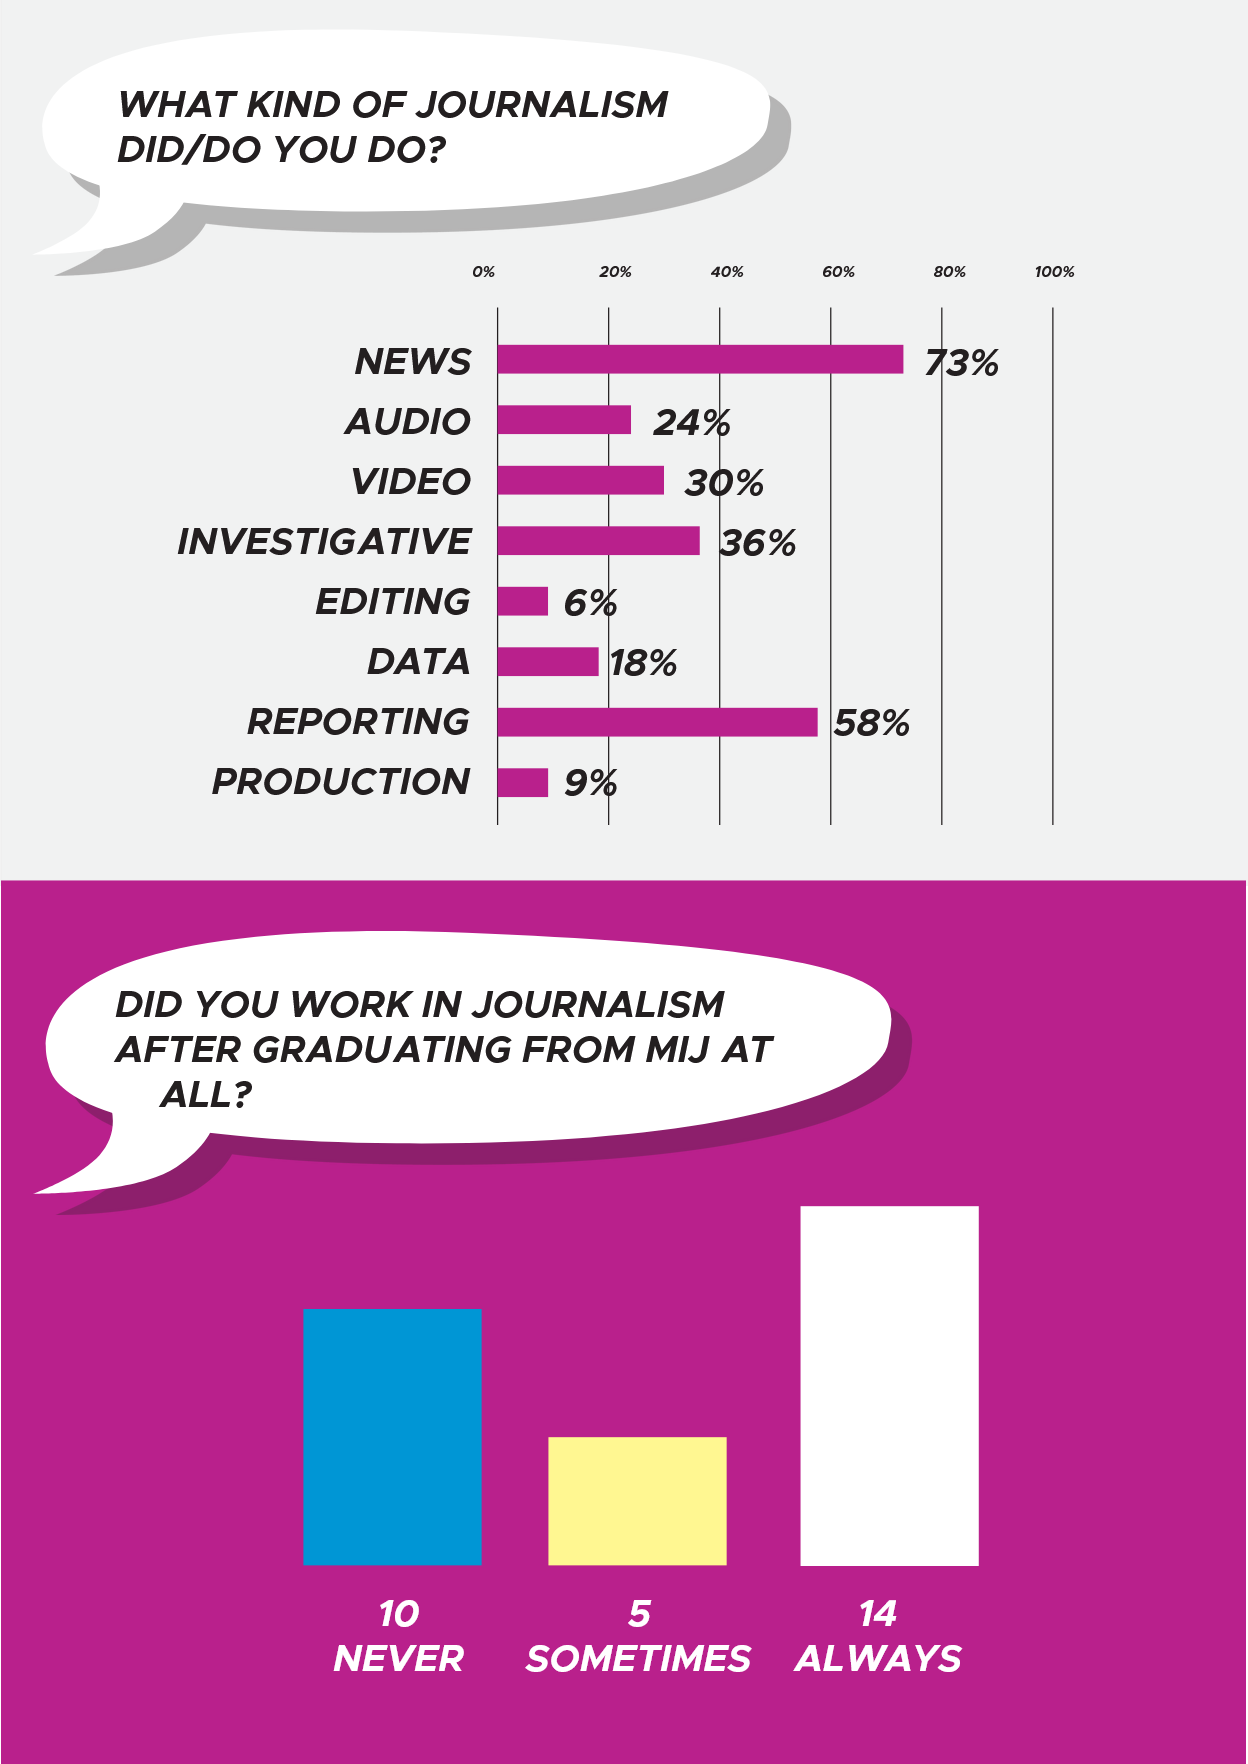 WHAT KIND OF JOURNALISM
DID/DO YOU DO?
0% 20% 40% 60% 80% 100%
NEWS 73%
AUDIO 24%
VIDEO 30%
INVESTIGATIVE 36%
EDITING 6%
DATA 18%
REPORTING 58%
PRODUCTION 9%
DID YOU WORK IN JOURNALISM
AFTER GRADUATING FROM MIJ AT
ALL?
10 5 14
NEVER SOMETIMES ALWAYS